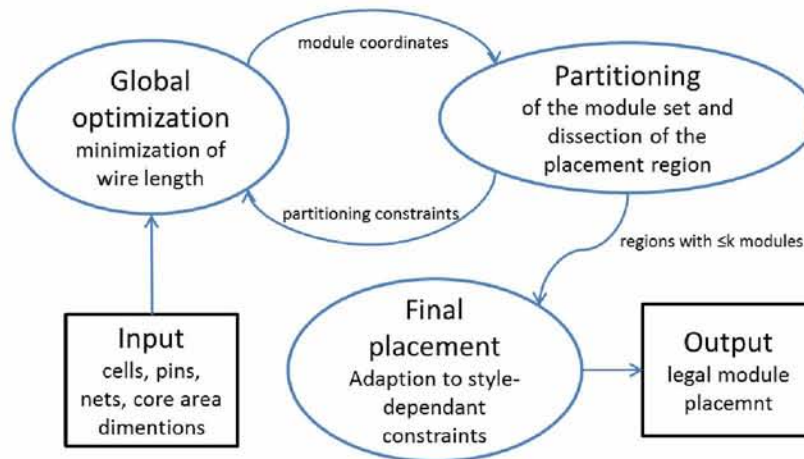 module coordinates
Global
optimization
minimization of
wire length
Partitioning
of the module set and
dissection of the
placement region
partitioning constraints
regions with ≤k modules
Input
cells, pins,
nets, core area
dimentions
Final
placement
Adaption to style-
dependant
constraints
Output
legal module
placemnt